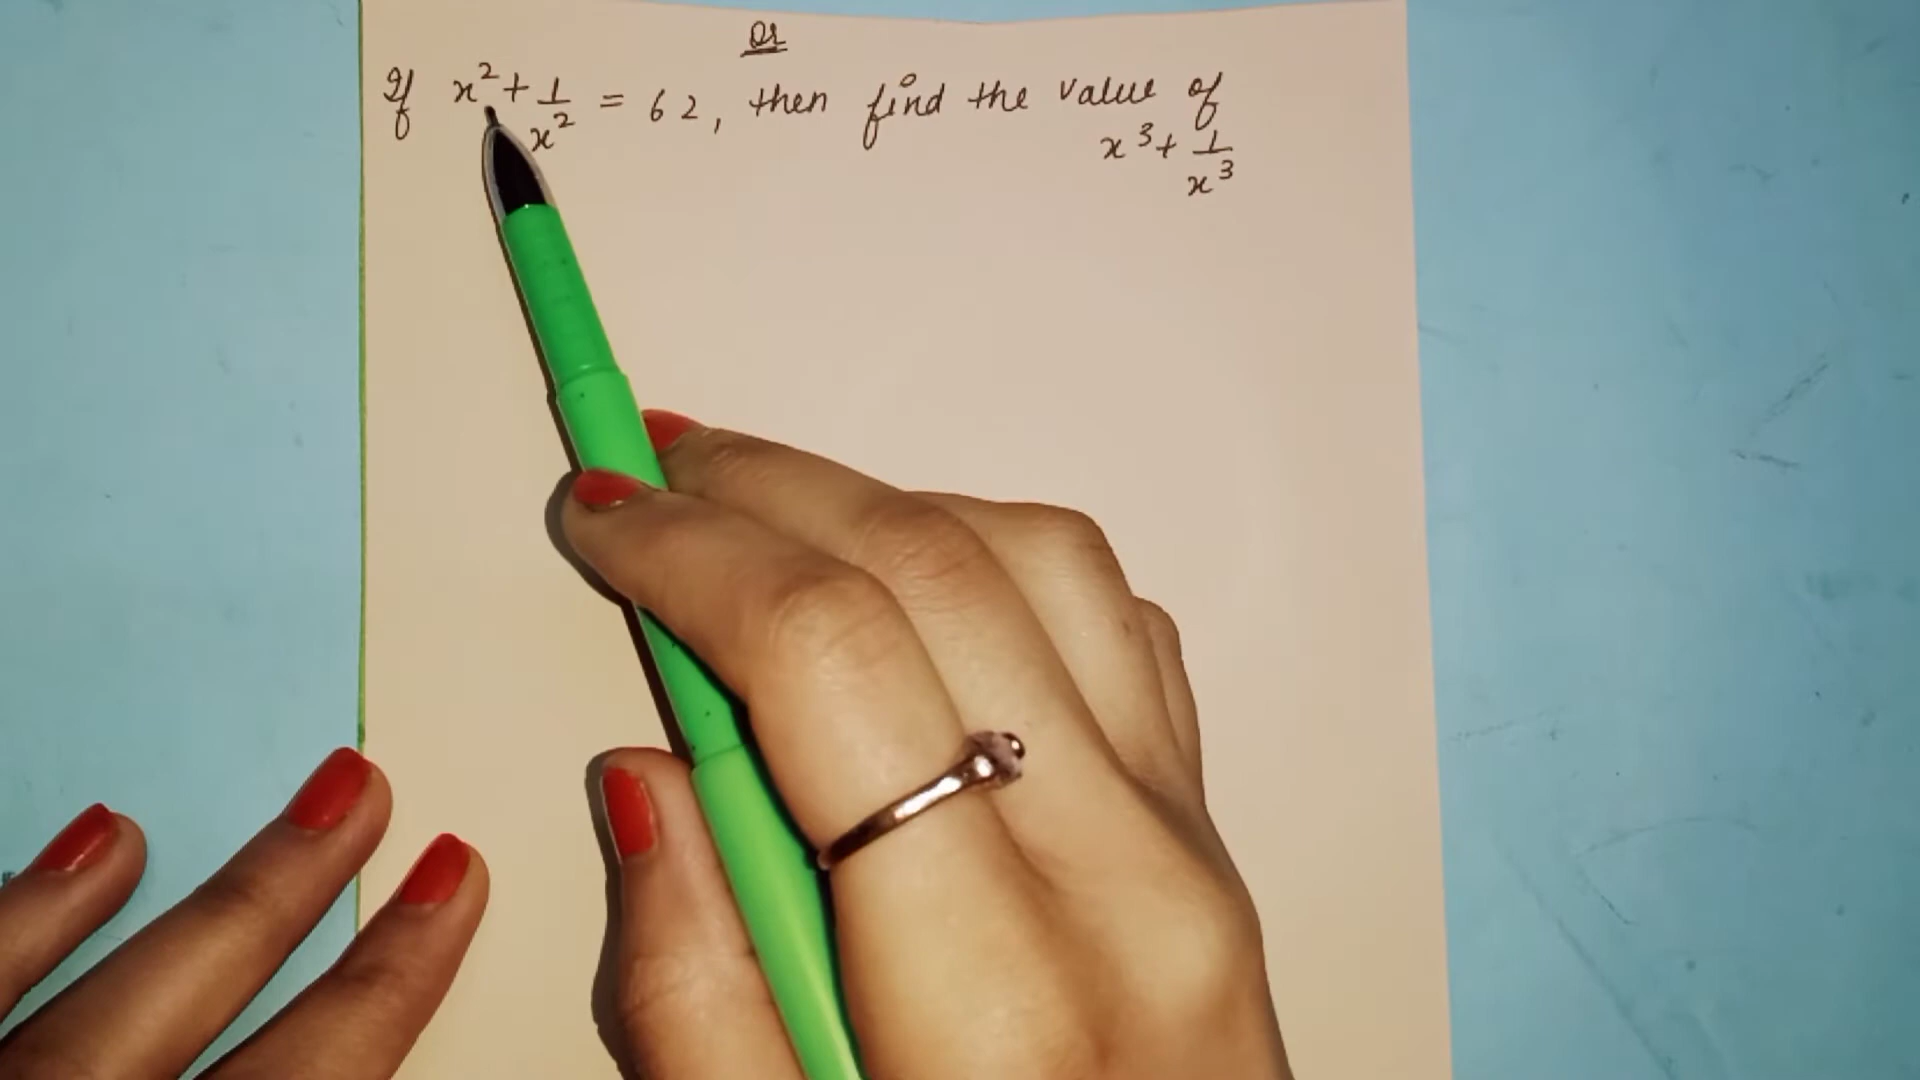 Or
If x² + 1/x² = 62, then find the value of
x³ + 1/x³